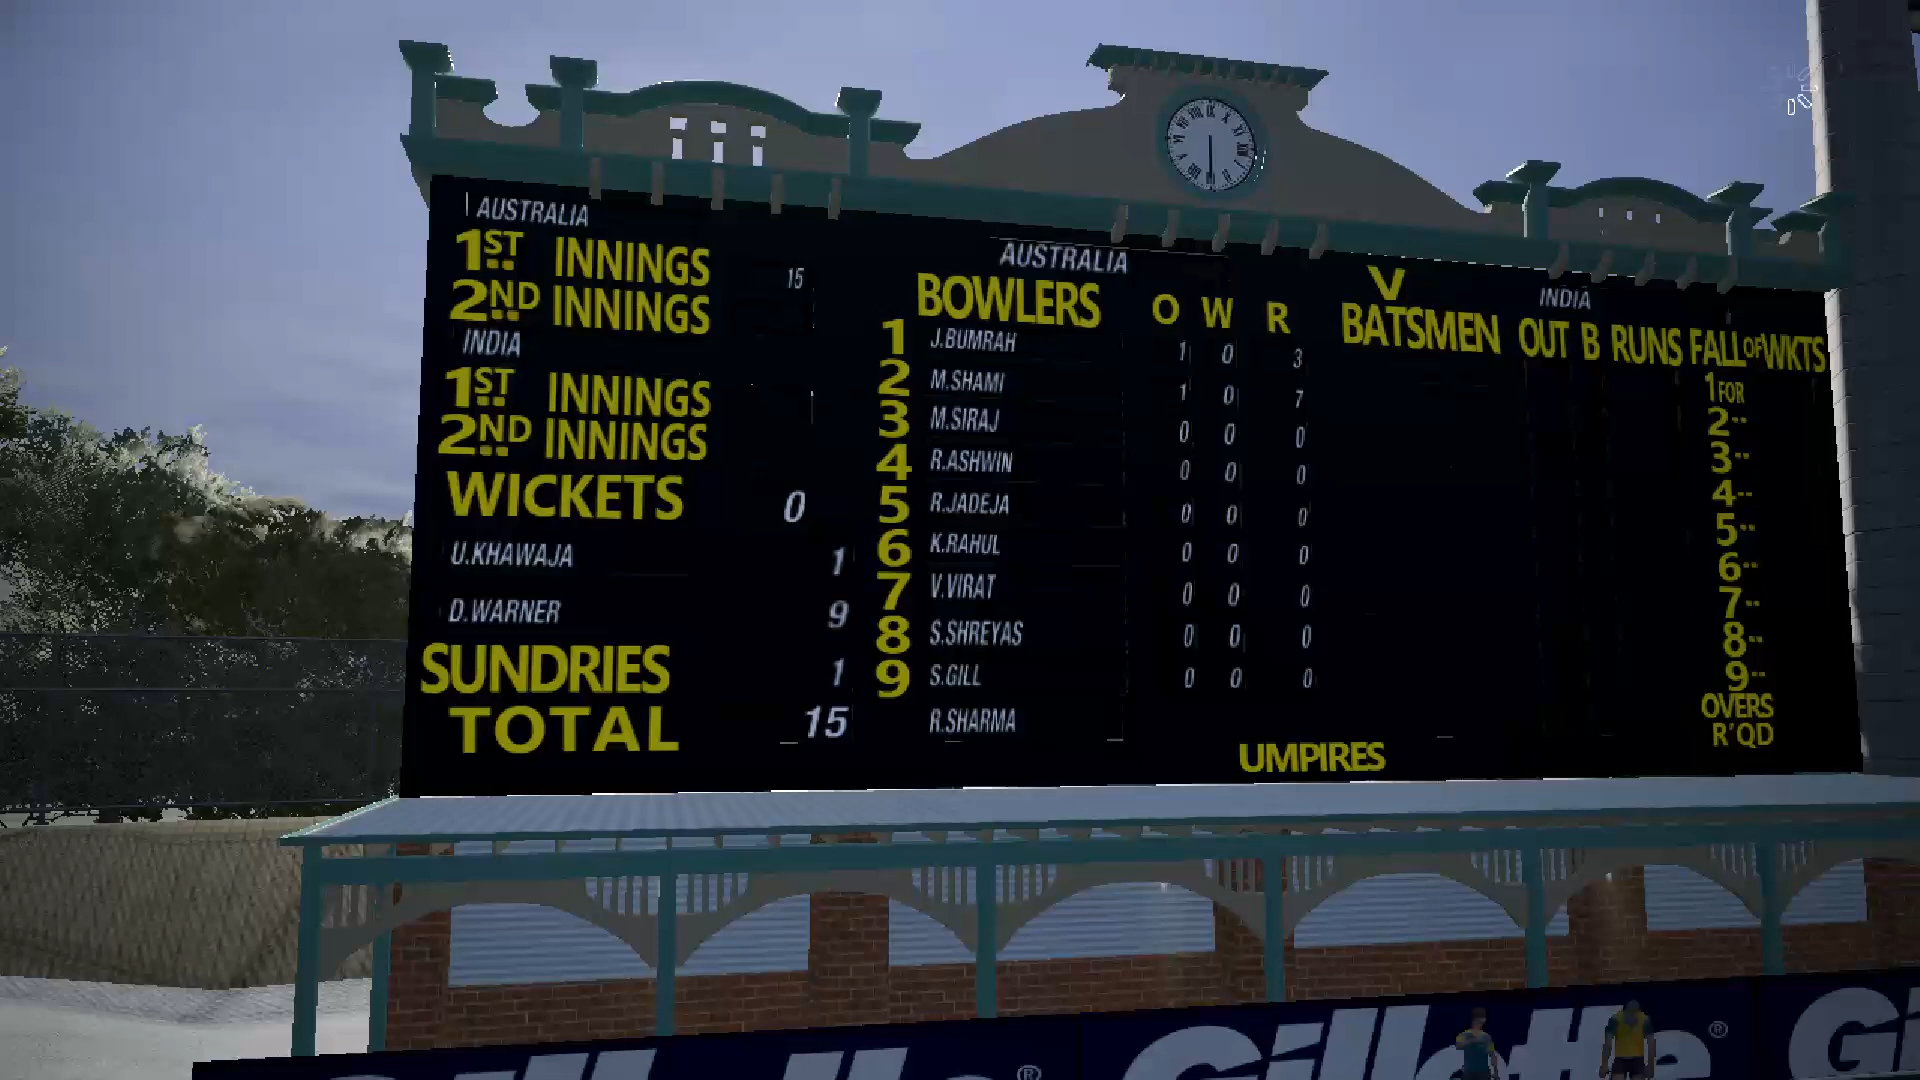 AUSTRALIA
1ST INNINGS 15
2ND INNINGS
INDIA
1ST INNINGS
2ND INNINGS
WICKETS 0
U.KHAWAJA 1
D.WARNER 9
SUNDRIES 1
TOTAL 15
AUSTRALIA V INDIA
BOWLERS O W R
1 J.BUMRAH 1 0 3
2 M.SHAMI 1 0 7
3 M.SIRAJ 0 0 0
4 R.ASHWIN 0 0 0
5 R.JADEJA 0 0 0
6 K.RAHUL 0 0 0
7 V.VIRAT 0 0 0
8 S.SHREYAS 0 0 0
9 S.GILL 0 0 0
R.SHARMA
UMPIRES
BATSMEN OUT B RUNS FALL OF WKTS
1 FOR
2 "
3 "
4 "
5 "
6 "
7 "
8 "
9 "
OVERS
R'QD
Gillette® Gillette® Gi